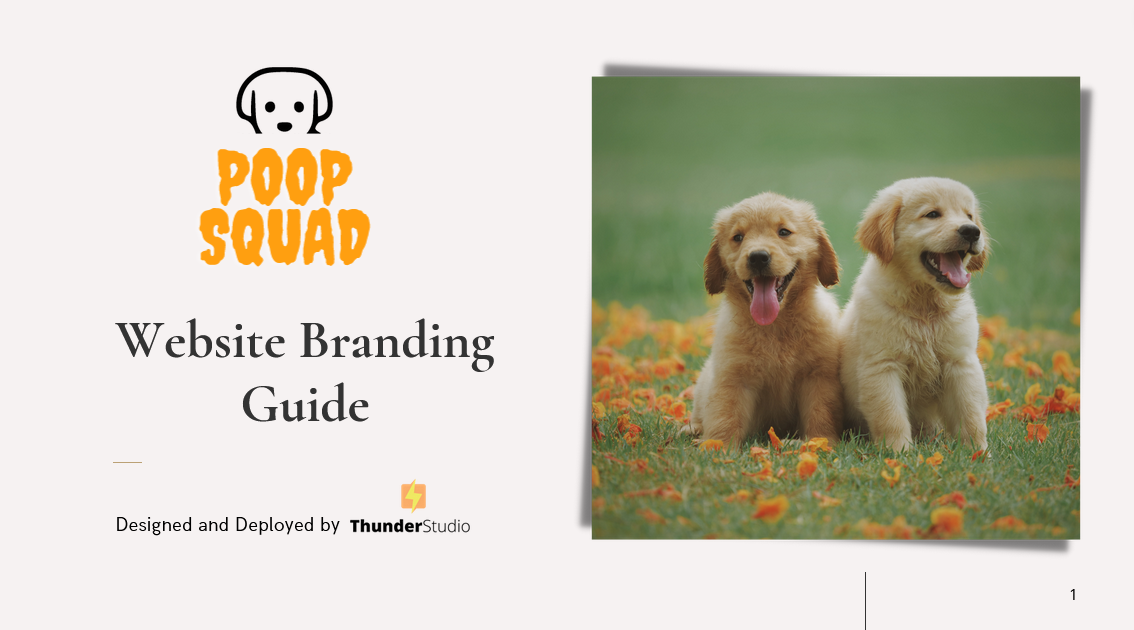 POOP
SQUAD
Website Branding
Guide
Designed and Deployed by ThunderStudio
1